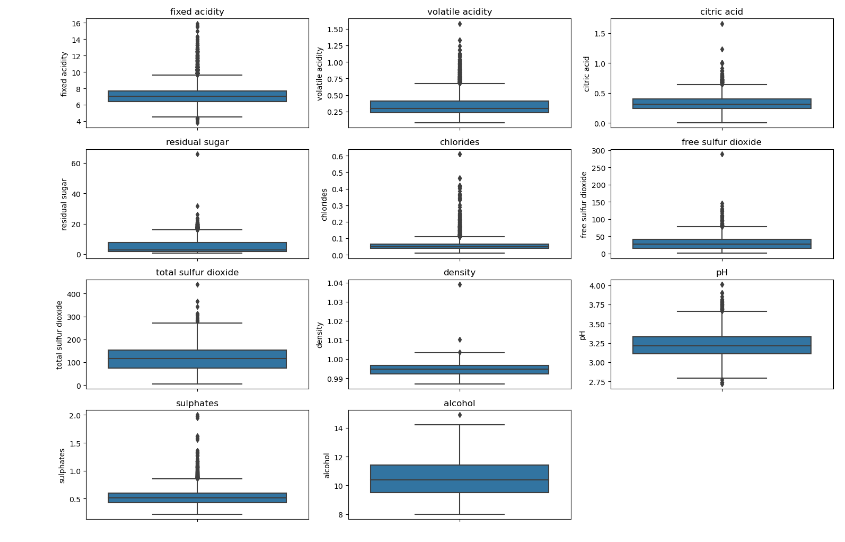 fixed acidity
volatile acidity
citric acid
fixed acidity
16
14
12
10
8
6
4
volatile acidity
1.50
1.25
1.00
0.75
0.50
0.25
citric acid
1.5
1.0
0.5
0.0
residual sugar
chlorides
free sulfur dioxide
residual sugar
60
40
20
0
chlorides
0.6
0.5
0.4
0.3
0.2
0.1
0.0
free sulfur dioxide
300
250
200
150
100
50
0
total sulfur dioxide
density
pH
total sulfur dioxide
400
300
200
100
0
density
1.04
1.03
1.02
1.01
1.00
0.99
pH
4.00
3.75
3.50
3.25
3.00
2.75
sulphates
alcohol
sulphates
2.0
1.5
1.0
0.5
alcohol
14
12
10
8